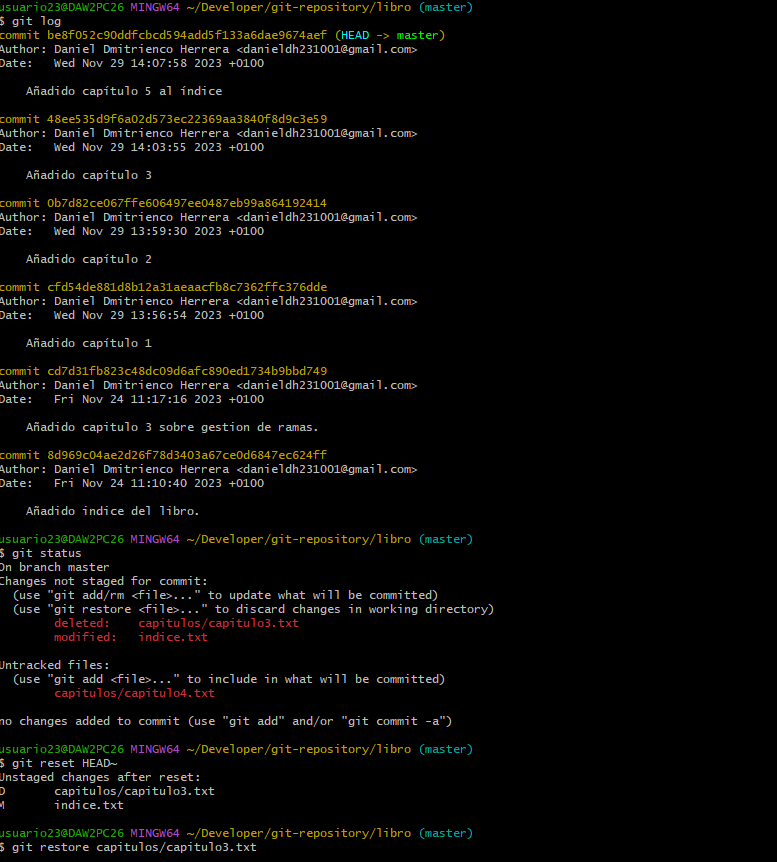 usuario23@DAW2PC26 MINGW64 ~/Developer/git-repository/libro (master)
$ git log
commit be8f052c90ddfcbcd594add5f133a6dae9674aef (HEAD -> master)
Author: Daniel Dmitrienco Herrera <danieldh231001@gmail.com>
Date:   Wed Nov 29 14:07:58 2023 +0100

    Añadido capítulo 5 al índice

commit 48ee535d9f6a02d573ec22369aa3840f8d9c3e59
Author: Daniel Dmitrienco Herrera <danieldh231001@gmail.com>
Date:   Wed Nov 29 14:03:55 2023 +0100

    Añadido capítulo 3

commit 0b7d82ce067ffe606497ee0487eb99a864192414
Author: Daniel Dmitrienco Herrera <danieldh231001@gmail.com>
Date:   Wed Nov 29 13:59:30 2023 +0100

    Añadido capítulo 2

commit cfd54de881d8b12a31aeaacfb8c7362ffc376dde
Author: Daniel Dmitrienco Herrera <danieldh231001@gmail.com>
Date:   Wed Nov 29 13:56:54 2023 +0100

    Añadido capítulo 1

commit cd7d31fb823c48dc09d6afc890ed1734b9bbd749
Author: Daniel Dmitrienco Herrera <danieldh231001@gmail.com>
Date:   Fri Nov 24 11:17:16 2023 +0100

    Añadido capitulo 3 sobre gestion de ramas.

commit 8d969c04ae2d26f78d3403a67ce0d6847ec624ff
Author: Daniel Dmitrienco Herrera <danieldh231001@gmail.com>
Date:   Fri Nov 24 11:10:40 2023 +0100

    Añadido indice del libro.

usuario23@DAW2PC26 MINGW64 ~/Developer/git-repository/libro (master)
$ git status
On branch master
Changes not staged for commit:
  (use "git add/rm <file>..." to update what will be committed)
  (use "git restore <file>..." to discard changes in working directory)
        deleted:    capitulos/capitulo3.txt
        modified:   indice.txt

Untracked files:
  (use "git add <file>..." to include in what will be committed)
        capitulos/capitulo4.txt

no changes added to commit (use "git add" and/or "git commit -a")

usuario23@DAW2PC26 MINGW64 ~/Developer/git-repository/libro (master)
$ git reset HEAD~
Unstaged changes after reset:
D       capitulos/capitulo3.txt
M       indice.txt

usuario23@DAW2PC26 MINGW64 ~/Developer/git-repository/libro (master)
$ git restore capitulos/capitulo3.txt